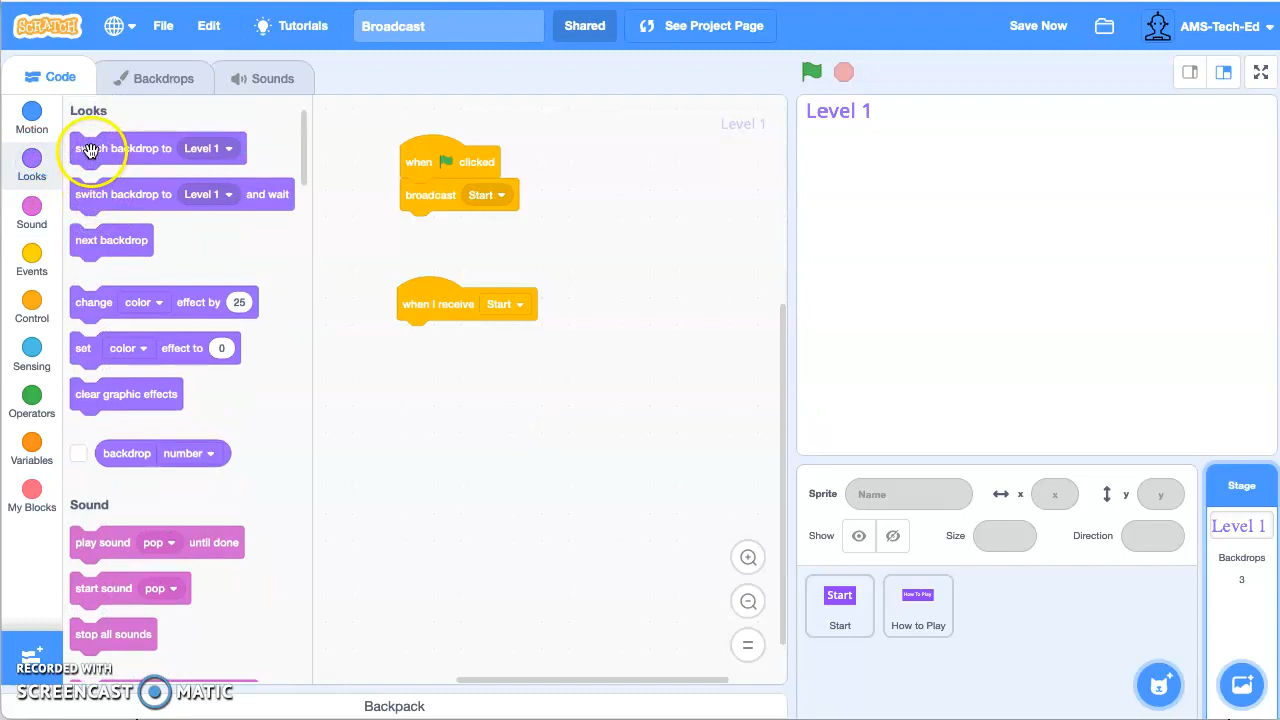 SCRATCH File Edit Tutorials Broadcast Shared See Project Page Save Now AMS-Tech-Ed
Code Backdrops Sounds
Motion
Looks
Sound
Events
Control
Sensing
Operators
Variables
My Blocks
Looks
switch backdrop to Level 1
switch backdrop to Level 1 and wait
next backdrop
change color effect by 25
set color effect to 0
clear graphic effects
backdrop number
Sound
play sound pop until done
start sound pop
stop all sounds
Level 1
when clicked
broadcast Start
when I receive Start
Level 1
Sprite Name x x y y
Show Size Direction
Start
Start
How To Play
How to Play
Stage
Level 1
Backdrops
3
Backpack
RECORDED WITH
SCREENCAST MATIC